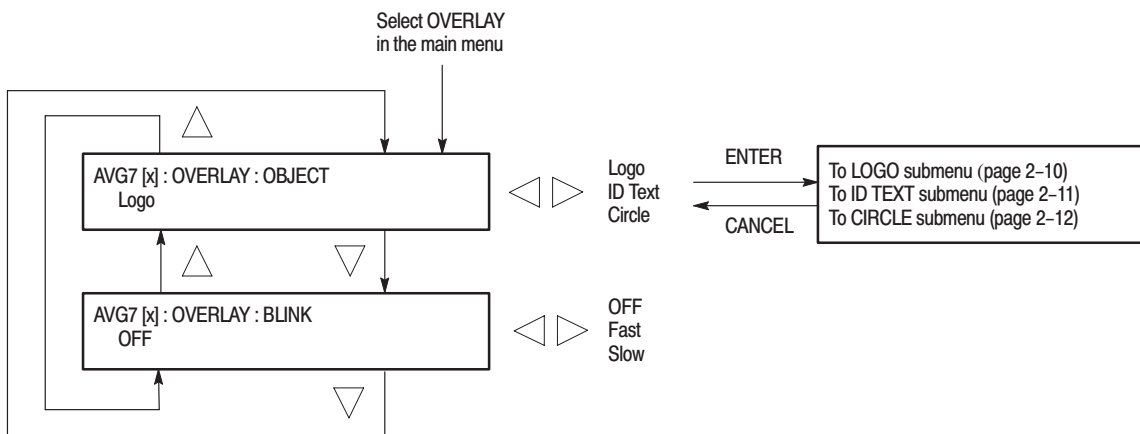 Select OVERLAY
in the main menu
AVG7 [x] : OVERLAY : OBJECT
Logo
Logo
ID Text
Circle
ENTER
CANCEL
To LOGO submenu (page 2–10)
To ID TEXT submenu (page 2–11)
To CIRCLE submenu (page 2–12)
AVG7 [x] : OVERLAY : BLINK
OFF
OFF
Fast
Slow